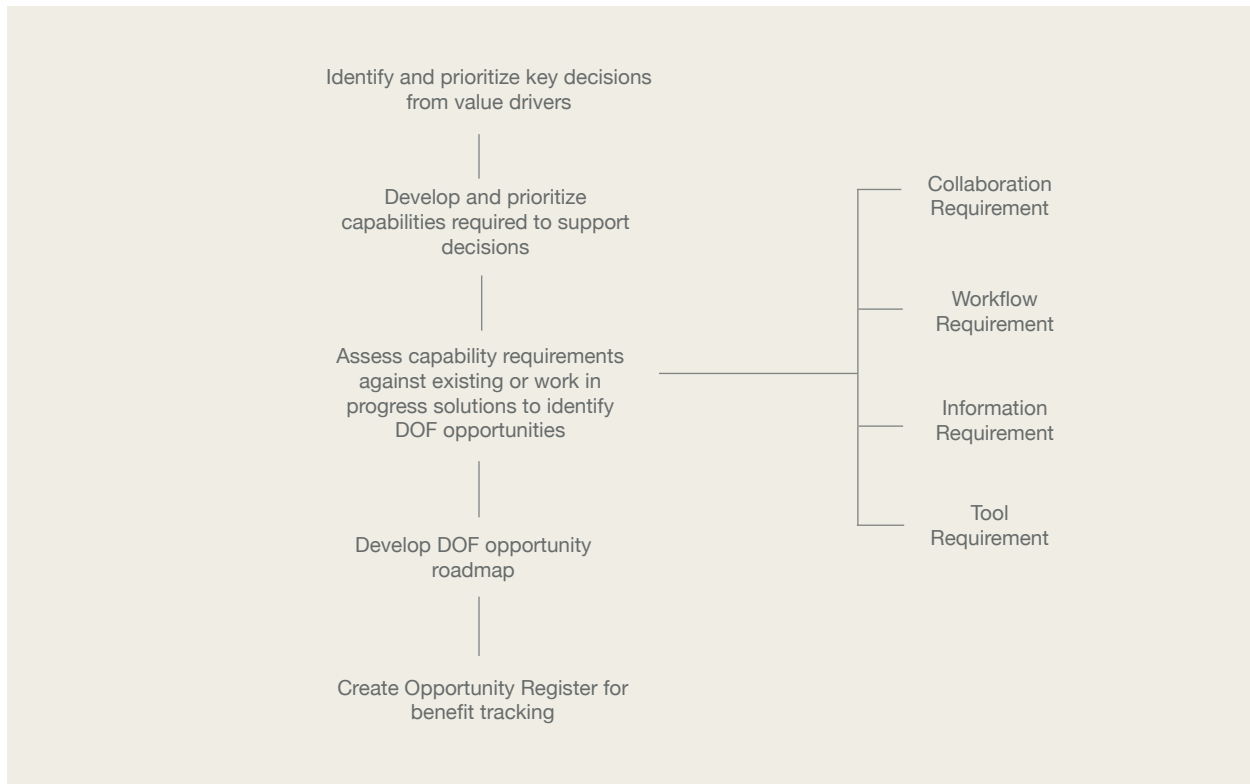 Identify and prioritize key decisions
from value drivers
Develop and prioritize
capabilities required to support
decisions
Assess capability requirements
against existing or work in
progress solutions to identify
DOF opportunities
Develop DOF opportunity
roadmap
Create Opportunity Register for
benefit tracking
Collaboration
Requirement
Workflow
Requirement
Information
Requirement
Tool
Requirement